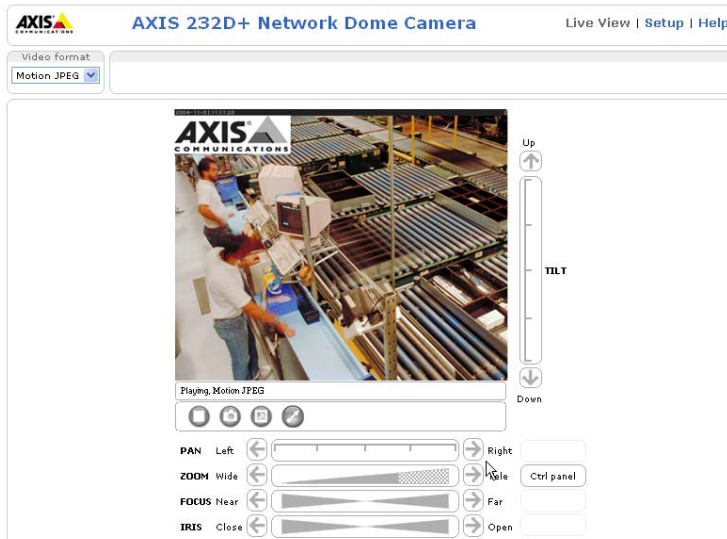 AXIS
COMMUNICATIONS
AXIS 232D+ Network Dome Camera
Live View | Setup | Help
Video format
Motion JPEG
AXIS
COMMUNICATIONS
Up
TILT
Down
Playing, Motion JPEG
PAN Left Right
ZOOM Wide Tele Ctrl panel
FOCUS Near Far
IRIS Close Open